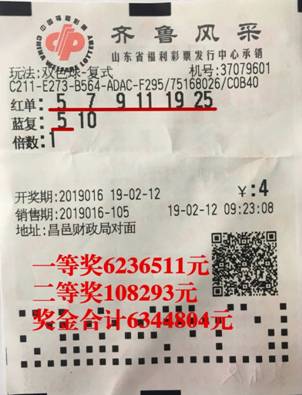 齐鲁风采
山东省福利彩票发行中心承销
玩法:双色球-复式 机号:37079601
C211-E273-B564-ADAC-F295/75168026/C0B40
红单: 5 7 9 11 19 25
蓝复: 5 10
倍数:1
开奖期:2019016 19-02-12 ¥:4
销售期:2019016-105 19-02-12 09:23:08
地址:昌邑财政局对面
一等奖6236511元
二等奖108293元
奖金合计6344804元